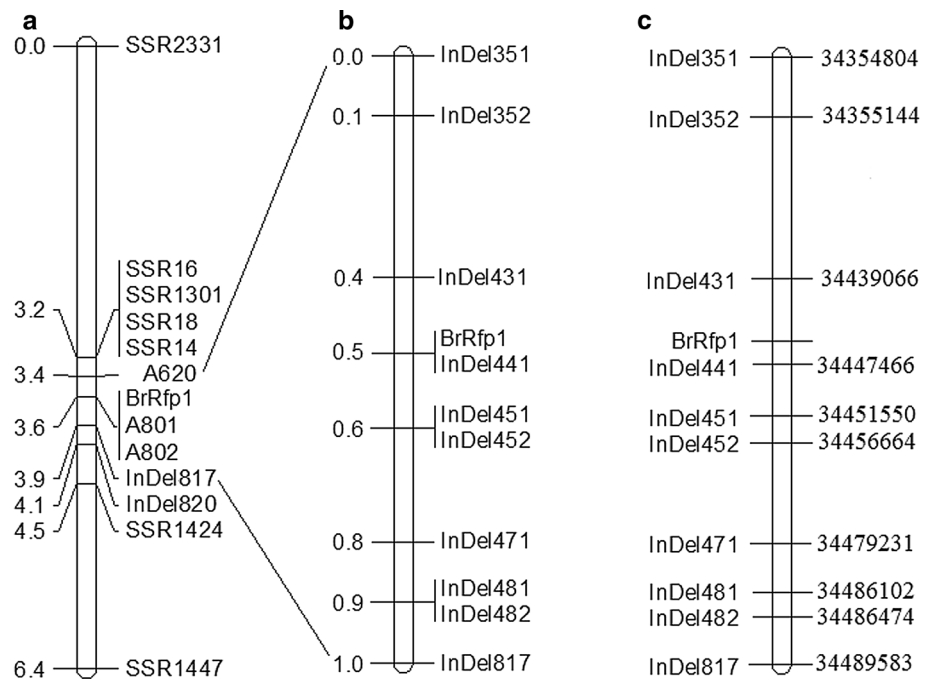 a
0.0 SSR2331
SSR16
SSR1301
3.2
SSR18
SSR14
3.4 A620
BrRfp1
3.6 A801
A802
3.9 InDel817
4.1 InDel820
4.5 SSR1424
6.4 SSR1447
b
0.0 InDel351
0.1 InDel352
0.4 InDel431
BrRfp1
0.5
InDel441
InDel451
0.6
InDel452
0.8 InDel471
InDel481
0.9
InDel482
1.0 InDel817
c
InDel351 34354804
InDel352 34355144
InDel431 34439066
BrRfp1
InDel441 34447466
InDel451 34451550
InDel452 34456664
InDel471 34479231
InDel481 34486102
InDel482 34486474
InDel817 34489583